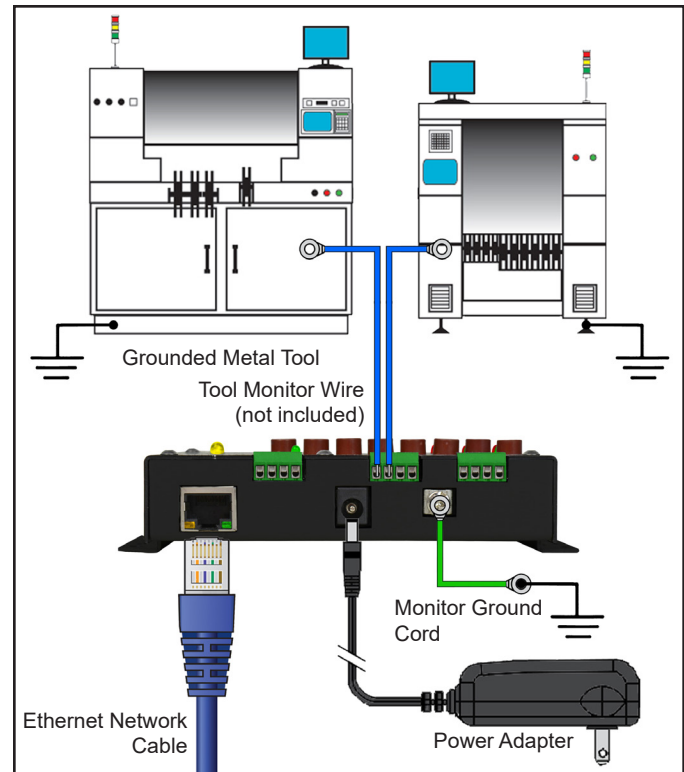 Grounded Metal Tool
Tool Monitor Wire
(not included)
Monitor Ground
Cord
Ethernet Network
Cable
Power Adapter